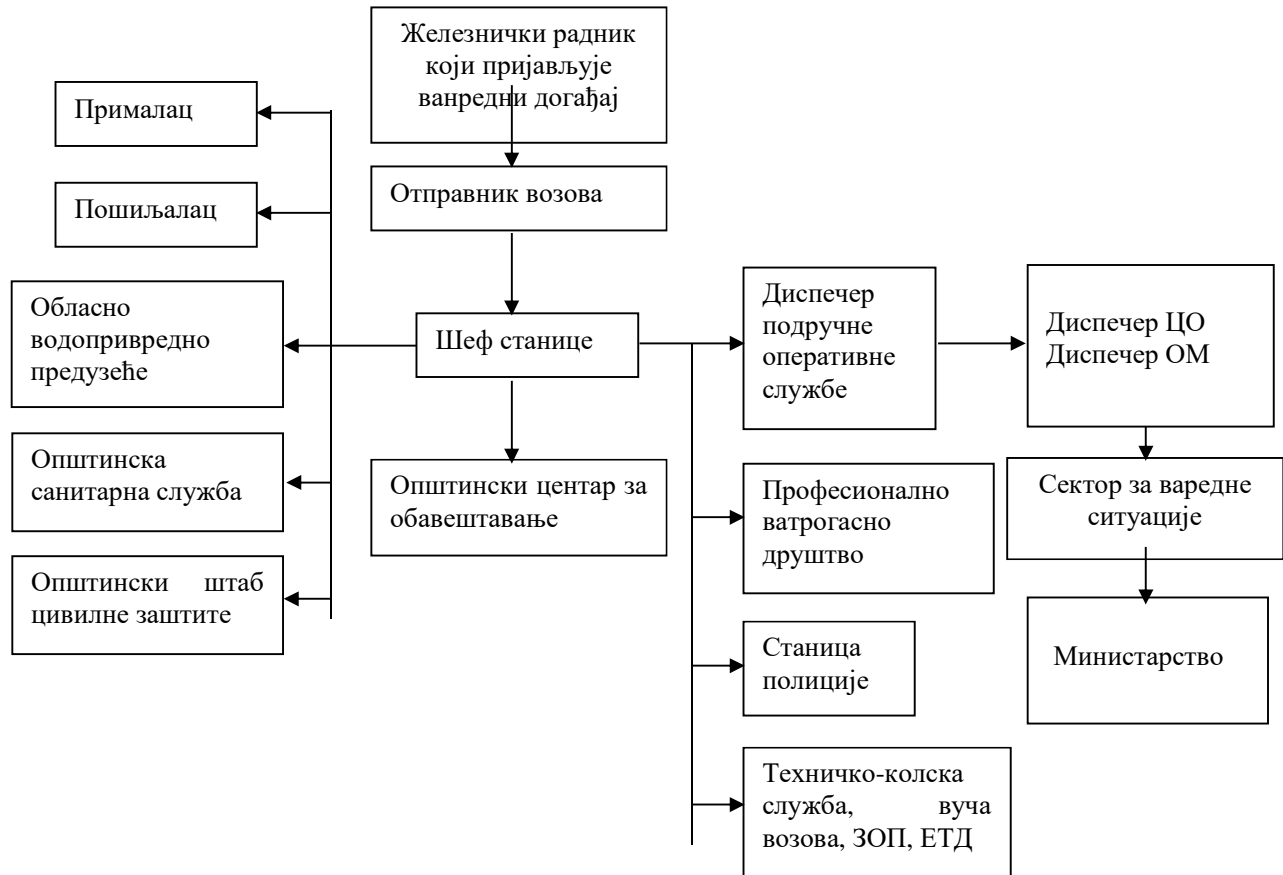 Железнички радник
који пријављује
ванредни догађај
Прималац
Отправник возова
Пошиљалац
Обласно
водопривредно
предузеће
Шеф станице
Диспечер
подручне
оперативне
службе
Диспечер ЦО
Диспечер ОМ
Општинска
санитарна служба
Општински центар за
обавештавање
Професионално
ватрогасно
друштво
Сектор за варедне
ситуације
Општински штаб
цивилне заштите
Станица
полиције
Министарство
Техничко-колска
служба, вуча
возова, ЗОП, ЕТД